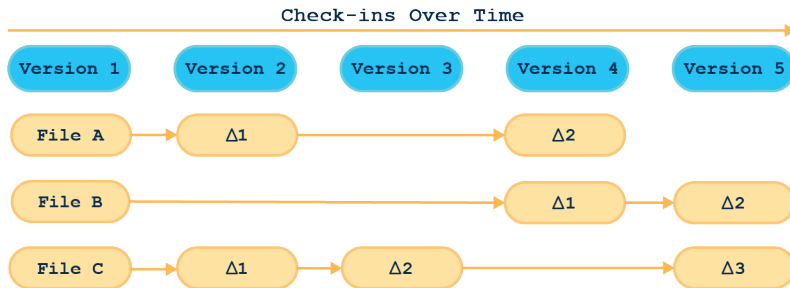 Check-ins Over Time
Version 1 Version 2 Version 3 Version 4 Version 5
File A Δ1 Δ2
File B Δ1 Δ2
File C Δ1 Δ2 Δ3